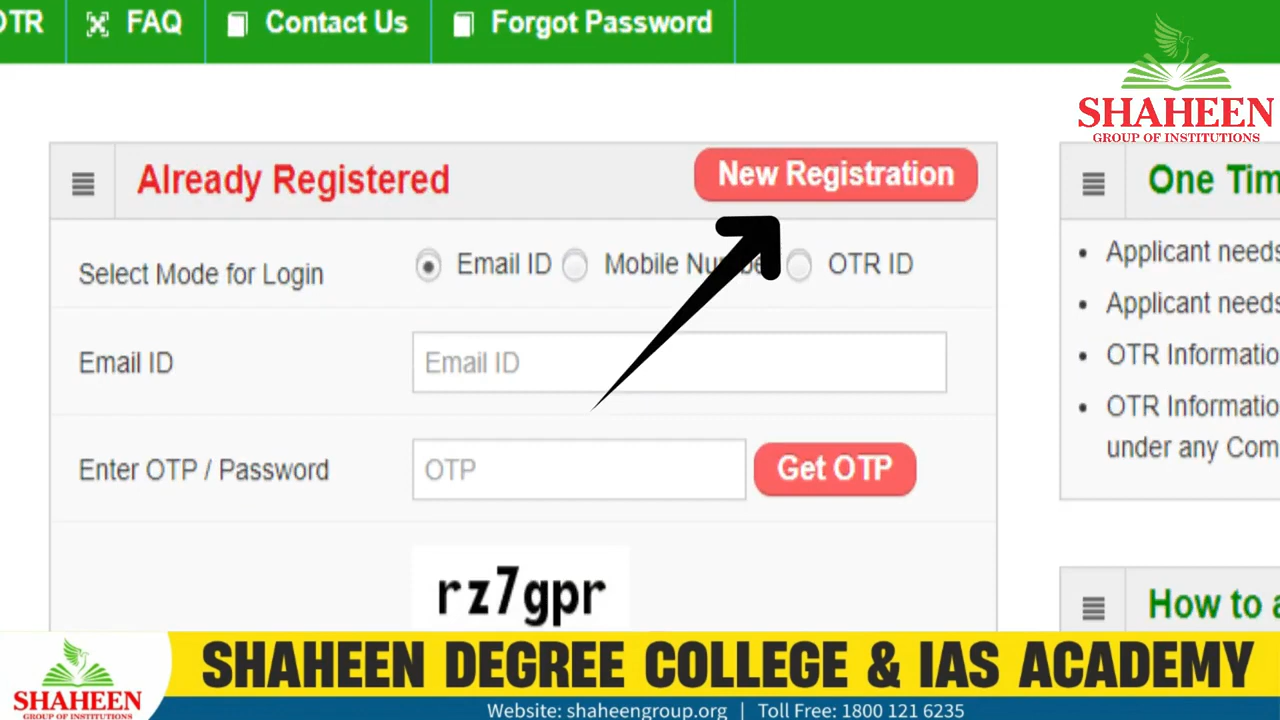 OTR
FAQ
Contact Us
Forgot Password
SHAHEEN
GROUP OF INSTITUTIONS
Already Registered
New Registration
Select Mode for Login
Email ID
Mobile Number
OTR ID
Email ID
Email ID
Enter OTP / Password
OTP
Get OTP
rz7gpr
One Tim
• Applicant needs
• Applicant needs
• OTR Informatio
• OTR Informatio
under any Com
How to a
SHAHEEN
GROUP OF INSTITUTIONS
SHAHEEN DEGREE COLLEGE & IAS ACADEMY
Website: shaheengroup.org | Toll Free: 1800 121 6235